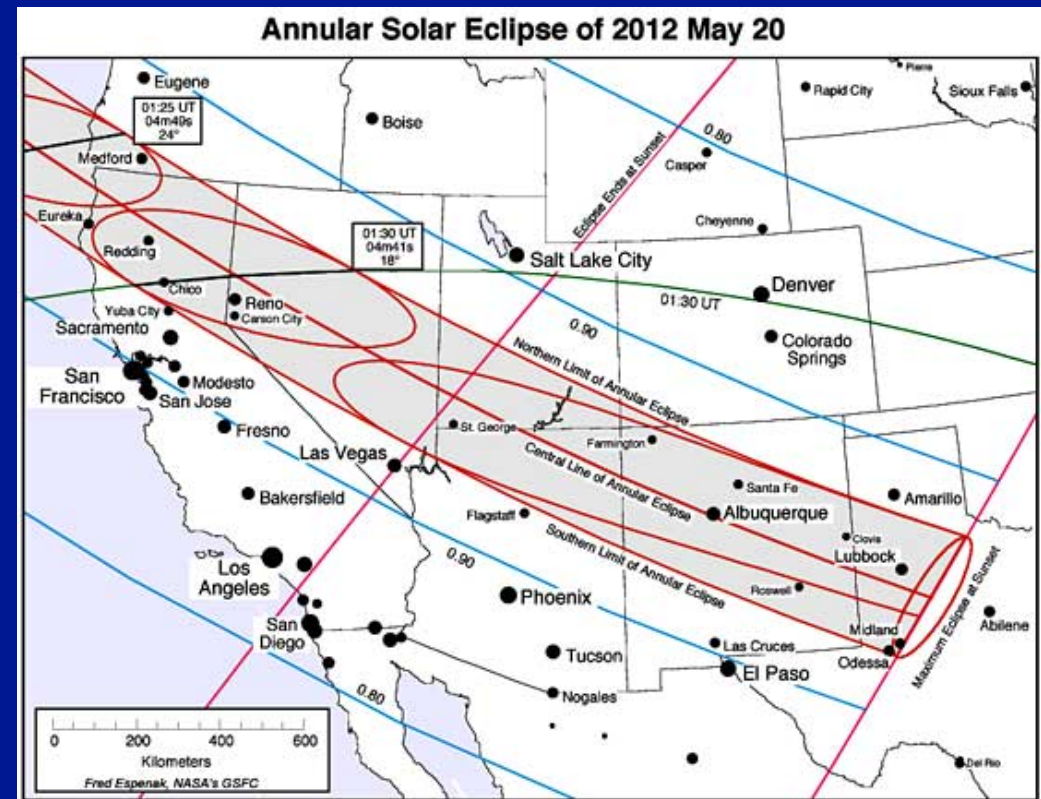 Annular Solar Eclipse of 2012 May 20
Eugene
01:25 UT
04m49s
24°
Medford
Boise
Pierre
Rapid City
Sioux Falls
0.80
Casper
Eclipse Ends at Sunset
Eureka
Redding
01:30 UT
04m41s
18°
Cheyenne
Salt Lake City
Chico
Reno
Carson City
Yuba City
Sacramento
Denver
01:30 UT
Colorado
Springs
0.90
Northern Limit of Annular Eclipse
San
Francisco
Modesto
San Jose
Fresno
St. George
Farmington
Las Vegas
Central Line of Annular Eclipse
Bakersfield
Santa Fe
Amarillo
Flagstaff
Albuquerque
Southern Limit of Annular Eclipse
Clovis
Lubbock
Los
Angeles
0.90
Phoenix
Roswell
Maximum Eclipse at Sunset
San
Diego
Midland
Abilene
Tucson
Las Cruces
Odessa
El Paso
0.80
Nogales
0 200 400 600
Kilometers
Fred Espenak, NASA's GSFC
Del Rio